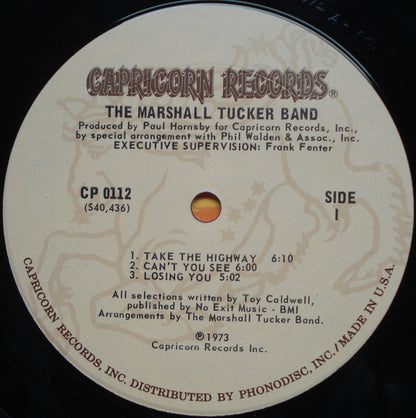 CAPRICORN RECORDS®
THE MARSHALL TUCKER BAND
Produced by Paul Hornsby for Capricorn Records, Inc.,
by special arrangement with Phil Walden & Assoc., Inc.
EXECUTIVE SUPERVISION: Frank Fenter
CP 0112
(S40,436)
SIDE
I
1. TAKE THE HIGHWAY 6:10
2. CAN'T YOU SEE 6:00
3. LOSING YOU 5:02
All selections written by Toy Caldwell,
published by No Exit Music - BMI
Arrangements by The Marshall Tucker Band.
℗1973
Capricorn Records Inc.
CAPRICORN RECORDS, INC. DISTRIBUTED BY PHONODISC, INC. / MADE IN U.S.A.